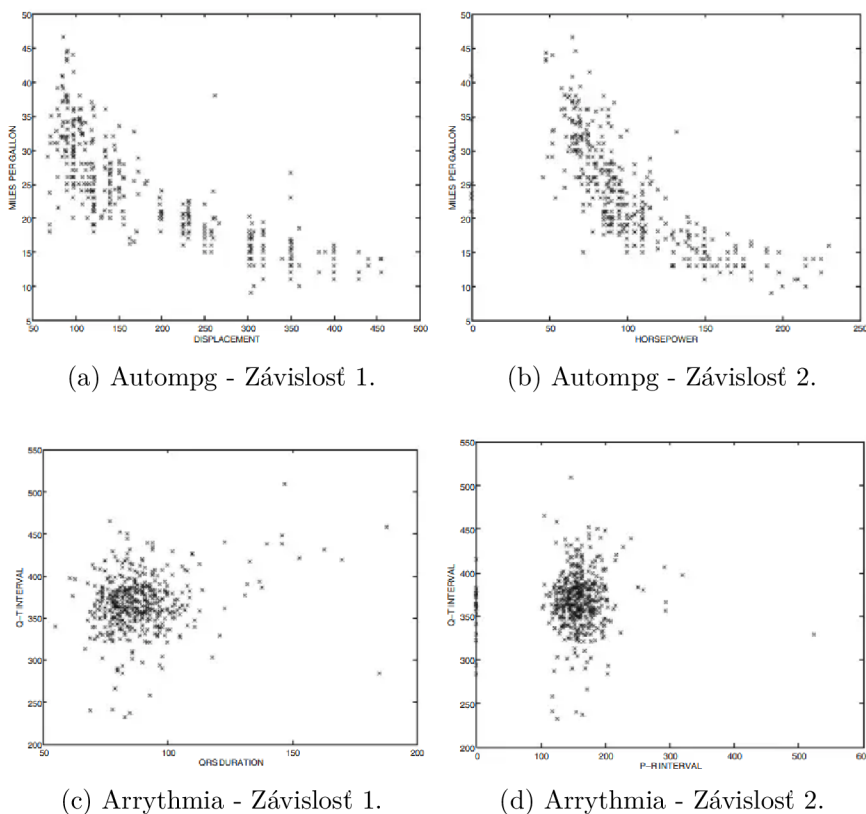 50
45
40
35
30
25
20
15
10
5
MILES PER GALLON
50 100 150 200 250 300 350 400 450 500
DISPLACEMENT
(a) Autompg - Závislosť 1.
50
45
40
35
30
25
20
15
10
5
MILES PER GALLON
0 50 100 150 200 250
HORSEPOWER
(b) Autompg - Závislosť 2.
550
500
450
400
350
300
250
200
Q-T INTERVAL
50 100 150 200
QRS DURATION
(c) Arrythmia - Závislosť 1.
550
500
450
400
350
300
250
200
Q-T INTERVAL
0 100 200 300 400 500 600
P-R INTERVAL
(d) Arrythmia - Závislosť 2.